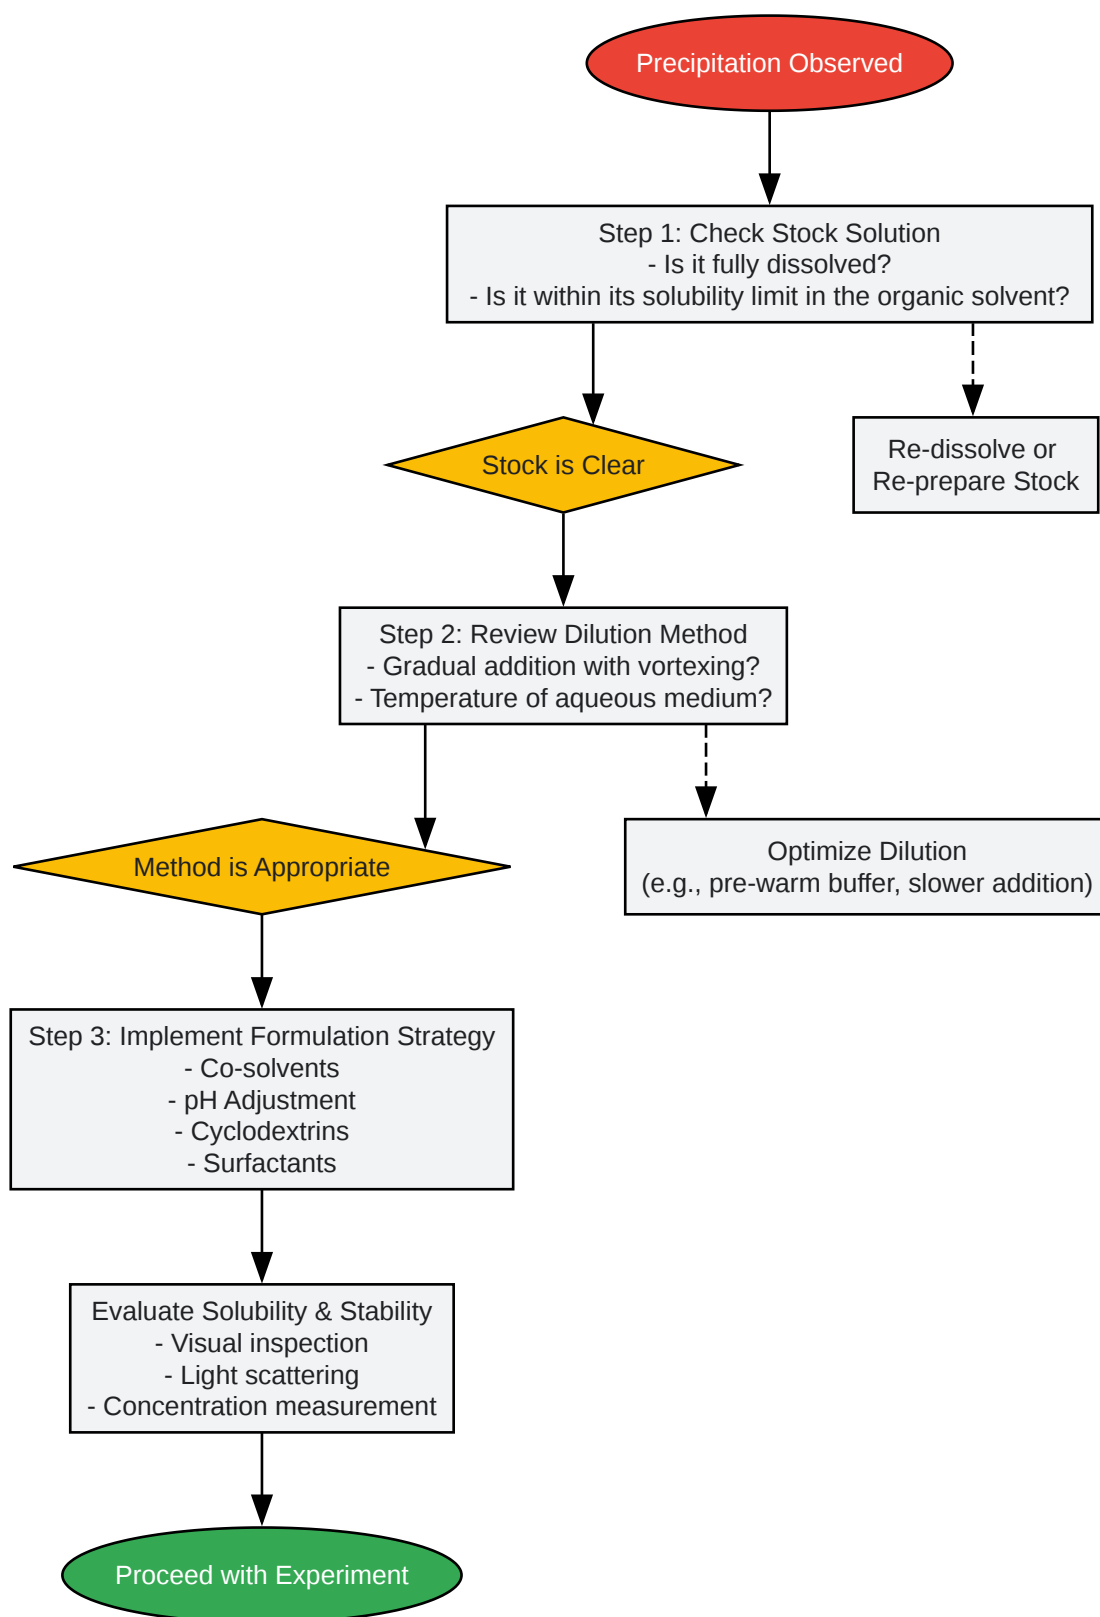 Precipitation Observed
Step 1: Check Stock Solution
- Is it fully dissolved?
- Is it within its solubility limit in the organic solvent?
Stock is Clear
Re-dissolve or
Re-prepare Stock
Step 2: Review Dilution Method
- Gradual addition with vortexing?
- Temperature of aqueous medium?
Method is Appropriate
Optimize Dilution
(e.g., pre-warm buffer, slower addition)
Step 3: Implement Formulation Strategy
- Co-solvents
- pH Adjustment
- Cyclodextrins
- Surfactants
Evaluate Solubility & Stability
- Visual inspection
- Light scattering
- Concentration measurement
Proceed with Experiment